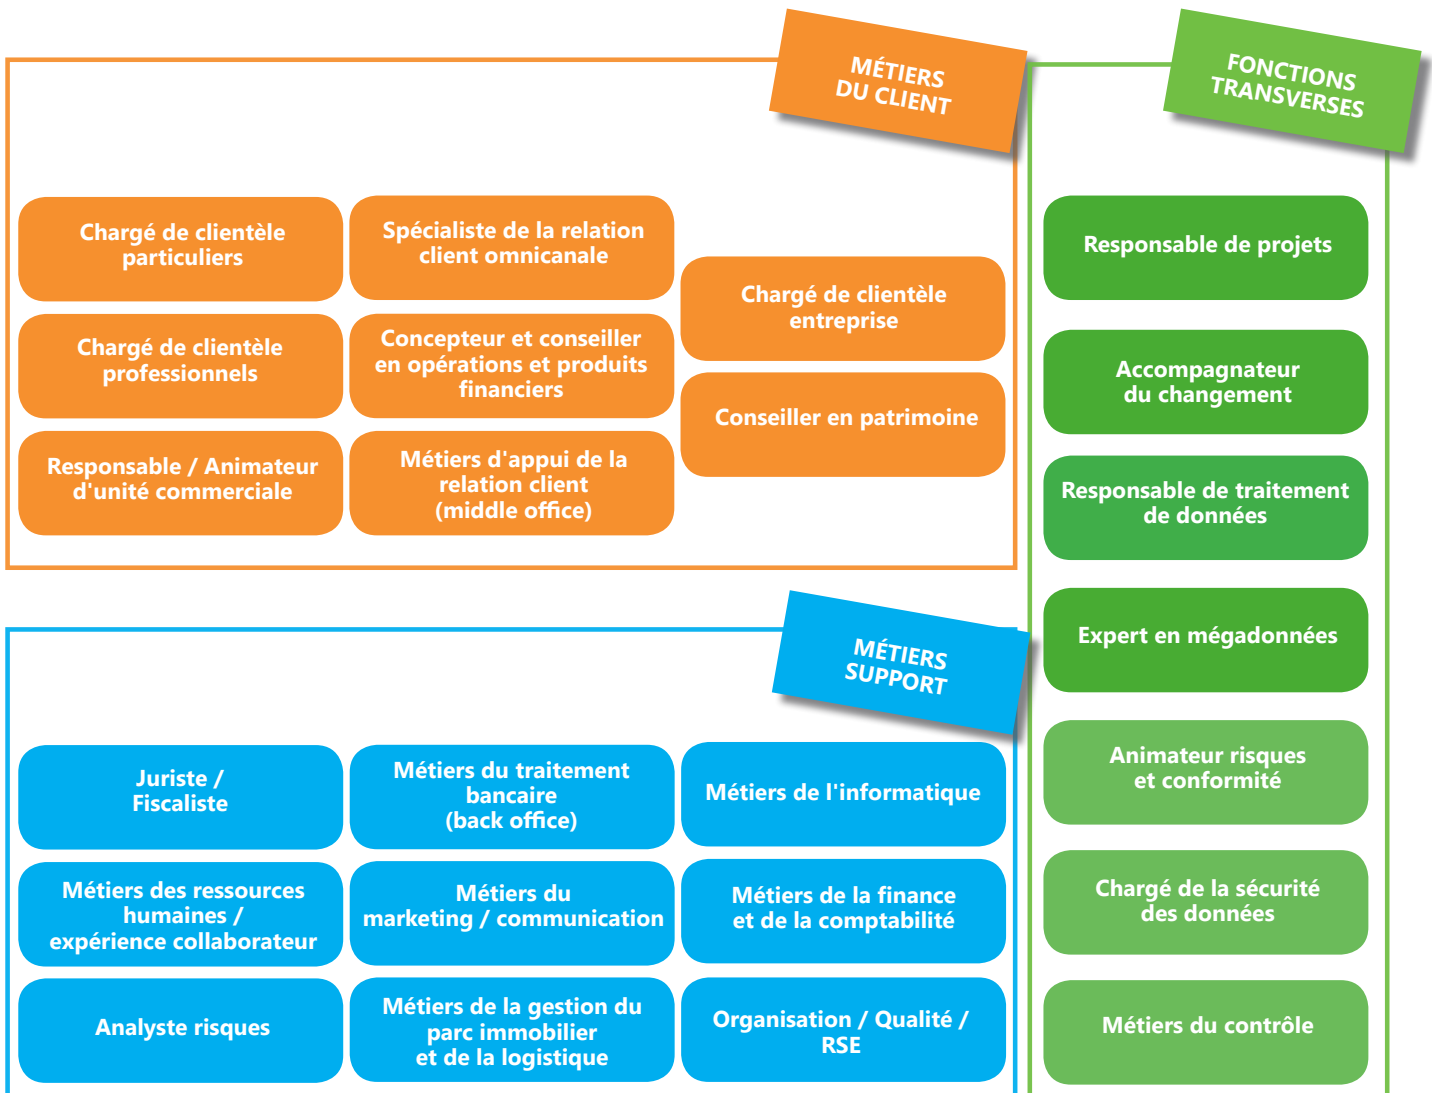 MÉTIERS
DU CLIENT
Chargé de clientèle
particuliers
Spécialiste de la relation
client omnicanale
Chargé de clientèle
entreprise
Chargé de clientèle
professionnels
Concepteur et conseiller
en opérations et produits
financiers
Conseiller en patrimoine
Responsable / Animateur
d'unité commerciale
Métiers d'appui de la
relation client
(middle office)
MÉTIERS
SUPPORT
Juriste /
Fiscaliste
Métiers du traitement
bancaire
(back office)
Métiers de l'informatique
Métiers des ressources
humaines /
expérience collaborateur
Métiers du
marketing / communication
Métiers de la finance
et de la comptabilité
Analyste risques
Métiers de la gestion du
parc immobilier
et de la logistique
Organisation / Qualité /
RSE
FONCTIONS
TRANSVERSES
Responsable de projets
Accompagnateur
du changement
Responsable de traitement
de données
Expert en mégadonnées
Animateur risques
et conformité
Chargé de la sécurité
des données
Métiers du contrôle